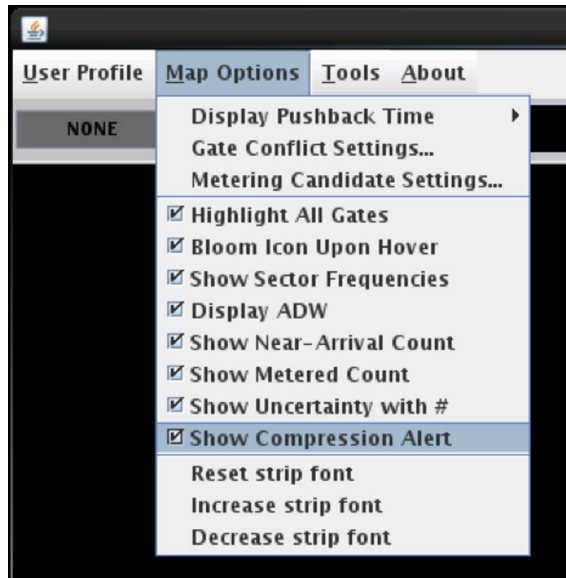 User Profile Map Options Tools About
NONE
Display Pushback Time
Gate Conflict Settings...
Metering Candidate Settings...
Highlight All Gates
Bloom Icon Upon Hover
Show Sector Frequencies
Display ADW
Show Near-Arrival Count
Show Metered Count
Show Uncertainty with #
Show Compression Alert
Reset strip font
Increase strip font
Decrease strip font